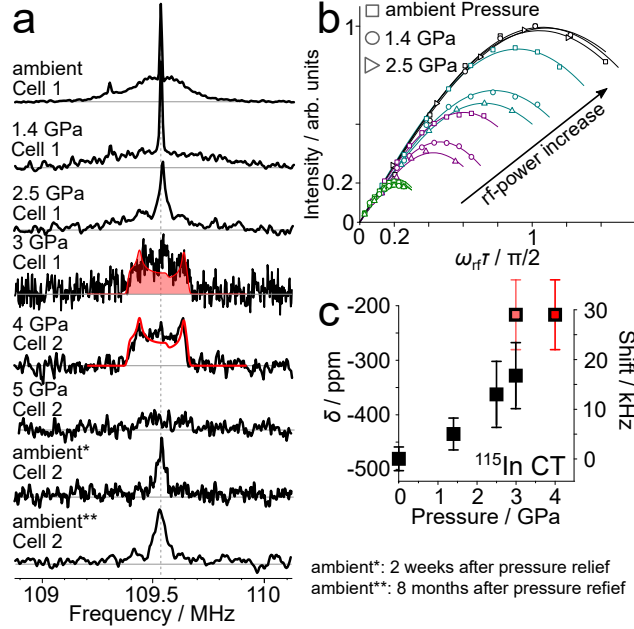 a
ambient
Cell 1
1.4 GPa
Cell 1
2.5 GPa
Cell 1
3 GPa
Cell 1
4 GPa
Cell 2
5 GPa
Cell 2
ambient*
Cell 2
ambient**
Cell 2
109 109.5 110
Frequency / MHz
b
ambient Pressure
1.4 GPa
2.5 GPa
1
0.2
0
Intensity / arb. units
rf-power increase
0 0.2 1
ωrfτ / π/2
c
-200
-300
-400
-500
δ / ppm
30
20
10
0
Shift / kHz
¹¹⁵In CT
0 1 2 3 4
Pressure / GPa
ambient*: 2 weeks after pressure relief
ambient**: 8 months after pressure refief